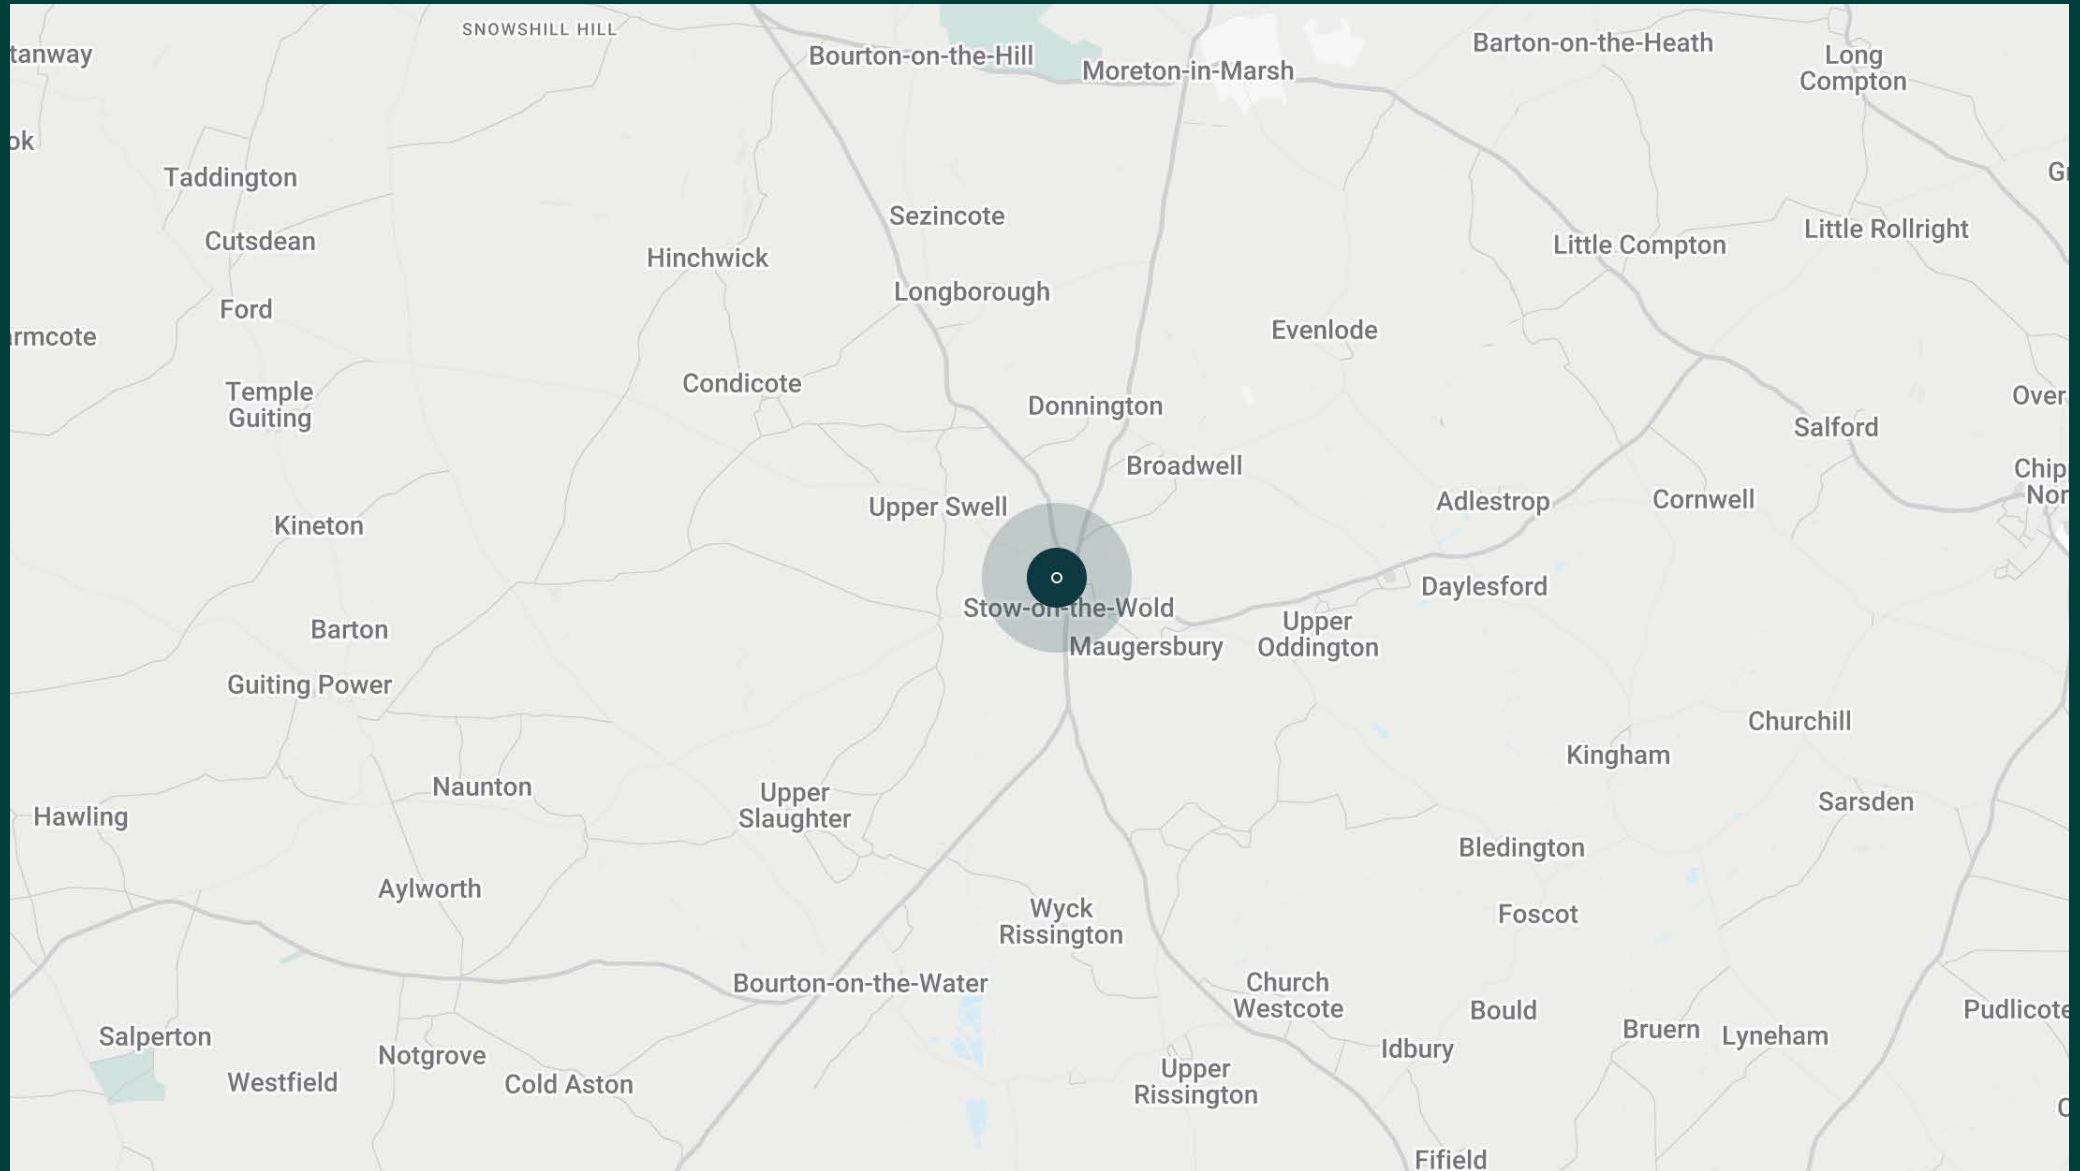 SNOWSHILL HILL
Barton-on-the-Heath
tanway
Bourton-on-the-Hill
Long
Compton
Moreton-in-Marsh
ok
Taddington
Sezincote
Little Rollright
Cutsdean
Little Compton
Hinchwick
Longborough
Ford
Evenlode
armcote
Condicote
Over
Temple
Guiting
Donnington
Salford
Broadwell
Chip
Nor
Upper Swell
Adlestrop
Cornwell
Kineton
Daylesford
Stow-on-the-Wold
Upper
Oddington
Barton
Maugersbury
Guiting Power
Churchill
Kingham
Naunton
Upper
Slaughter
Sarsden
Hawling
Bledington
Aylworth
Wyck
Rissington
Foscot
Bourton-on-the-Water
Church
Westcote
Bould
Pudlicote
Salperton
Bruern
Lyneham
Idbury
Notgrove
Westfield
Cold Aston
Upper
Rissington
Fifield